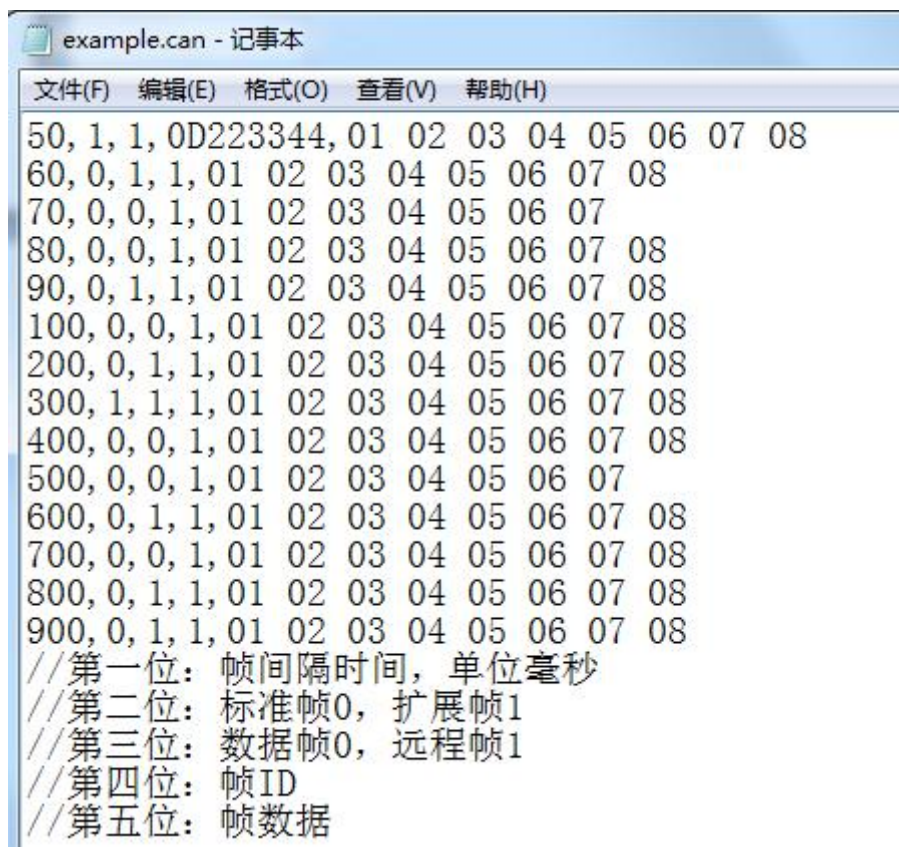 example.can - 记事本
文件(F) 编辑(E) 格式(O) 查看(V) 帮助(H)
50,1,1,0D223344,01 02 03 04 05 06 07 08
60,0,1,1,01 02 03 04 05 06 07 08
70,0,0,1,01 02 03 04 05 06 07
80,0,0,1,01 02 03 04 05 06 07 08
90,0,1,1,01 02 03 04 05 06 07 08
100,0,0,1,01 02 03 04 05 06 07 08
200,0,1,1,01 02 03 04 05 06 07 08
300,1,1,1,01 02 03 04 05 06 07 08
400,0,0,1,01 02 03 04 05 06 07 08
500,0,0,1,01 02 03 04 05 06 07
600,0,1,1,01 02 03 04 05 06 07 08
700,0,0,1,01 02 03 04 05 06 07 08
800,0,1,1,01 02 03 04 05 06 07 08
900,0,1,1,01 02 03 04 05 06 07 08
//第一位：帧间隔时间，单位毫秒
//第二位：标准帧0，扩展帧1
//第三位：数据帧0，远程帧1
//第四位：帧ID
//第五位：帧数据